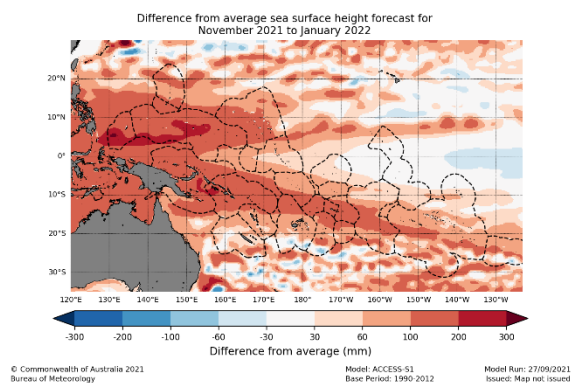 Difference from average sea surface height forecast for
November 2021 to January 2022
20°N
10°N
0°
10°S
20°S
30°S
120°E 130°E 140°E 150°E 160°E 170°E 180° 170°W 160°W 150°W 140°W 130°W
-300 -200 -100 -60 -30 30 60 100 200 300
Difference from average (mm)
© Commonwealth of Australia 2021 Model: ACCESS-S1 Model Run: 27/09/2021
Bureau of Meteorology Base Period: 1990-2012 Issued: Map not issued